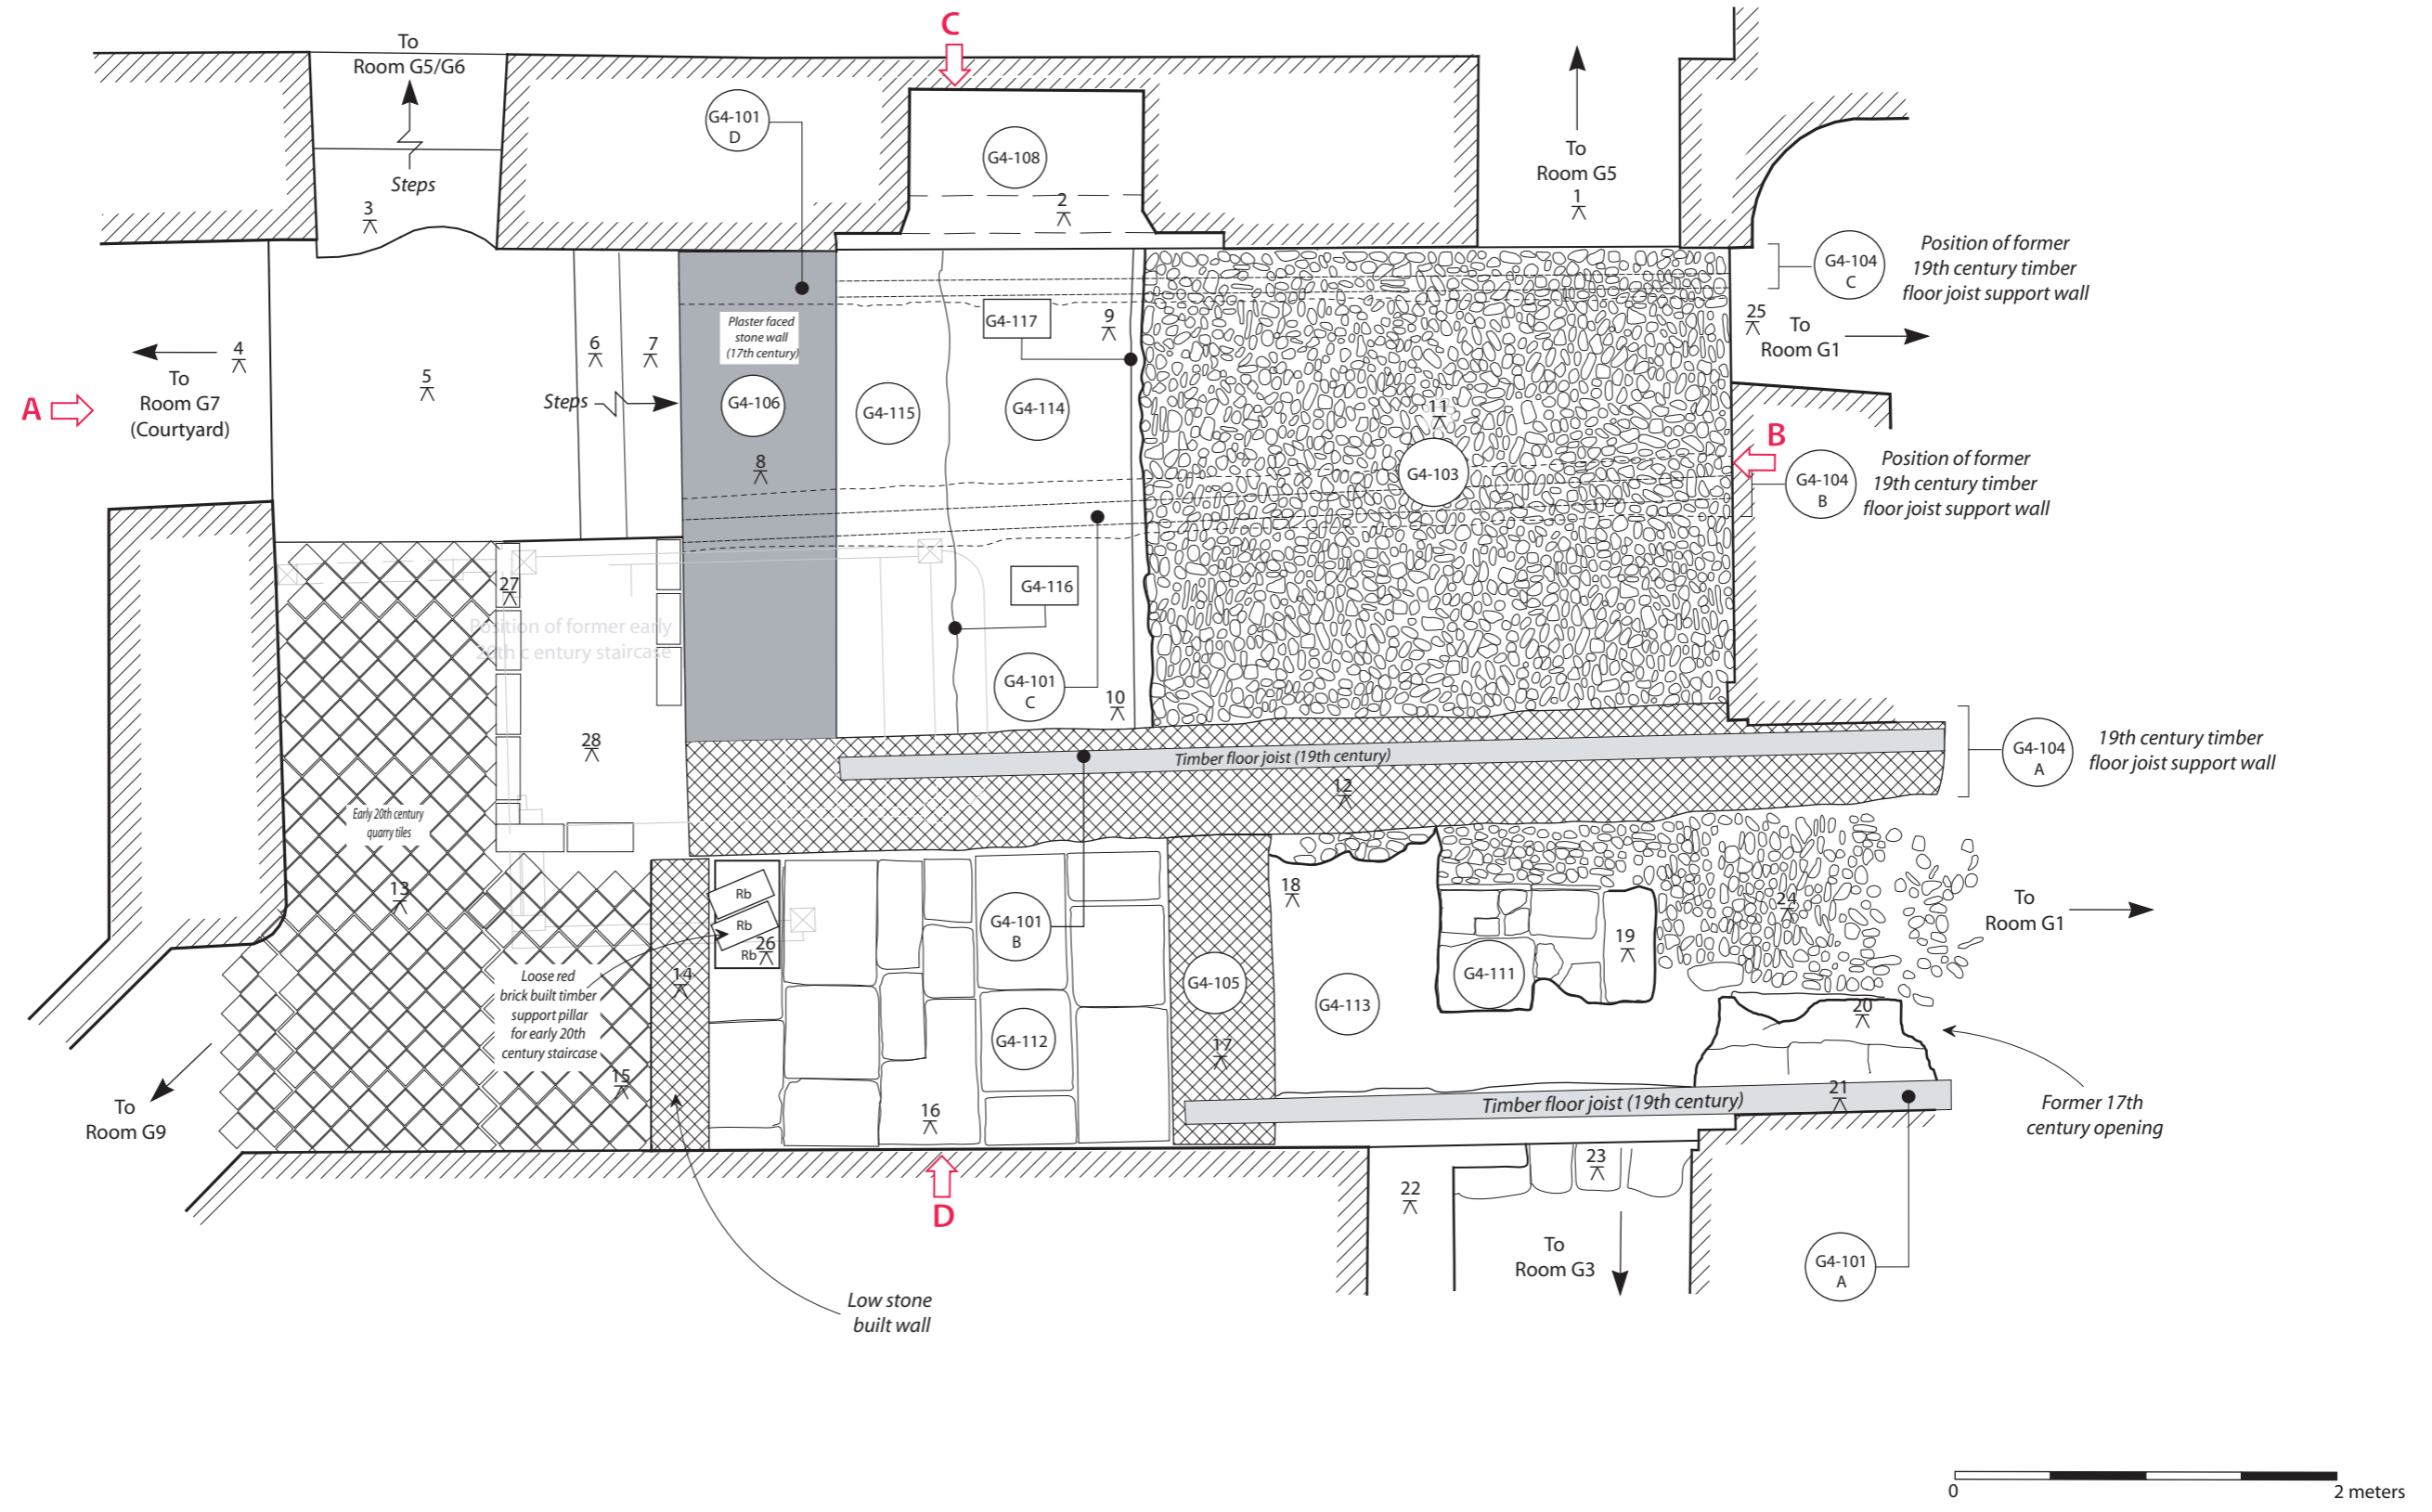 C
To
Room G5/G6
Steps
3
G4-101
D
G4-108
2
To
Room G5
1
G4-104
C
Position of former
19th century timber
floor joist support wall
25
To
Room G1
A
4
To
Room G7
(Courtyard)
5
6
7
Steps
Plaster faced
stone wall
(17th century)
G4-106
8
G4-115
G4-117
9
G4-114
11
G4-103
B
G4-104
B
Position of former
19th century timber
floor joist support wall
27
Position of former early
20th c entury staircase
G4-116
G4-101
C
10
28
Timber floor joist (19th century)
12
G4-104
A
19th century timber
floor joist support wall
Early 20th century
quarry tiles
13
Rb
Rb
Rb
26
14
Loose red
brick built timber
support pillar
for early 20th
century staircase
15
G4-101
B
G4-112
16
G4-105
17
18
G4-113
G4-111
19
24
To
Room G1
20
21
Timber floor joist (19th century)
Former 17th
century opening
To
Room G9
D
22
23
To
Room G3
G4-101
A
Low stone
built wall
0
2 meters